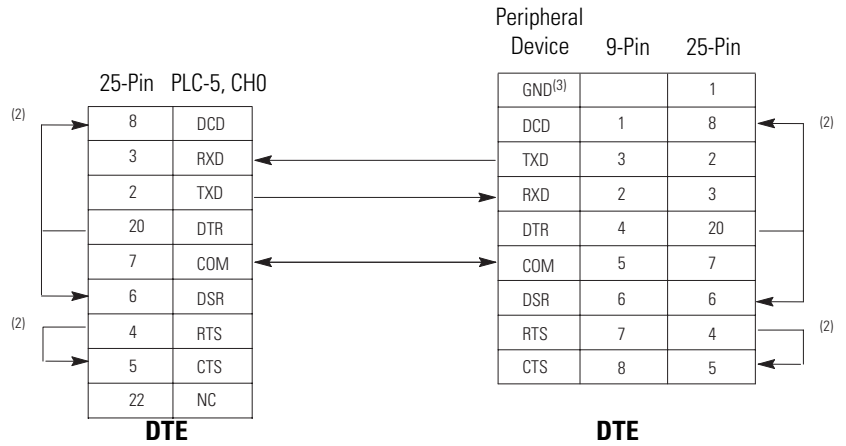 Peripheral
Device 9-Pin 25-Pin
25-Pin PLC-5, CH0
GND(3) 1
(2) 8 DCD DCD 1 8 (2)
3 RXD TXD 3 2
2 TXD RXD 2 3
20 DTR DTR 4 20
7 COM COM 5 7
6 DSR DSR 6 6
(2) 4 RTS RTS 7 4 (2)
5 CTS CTS 8 5
22 NC
DTE DTE